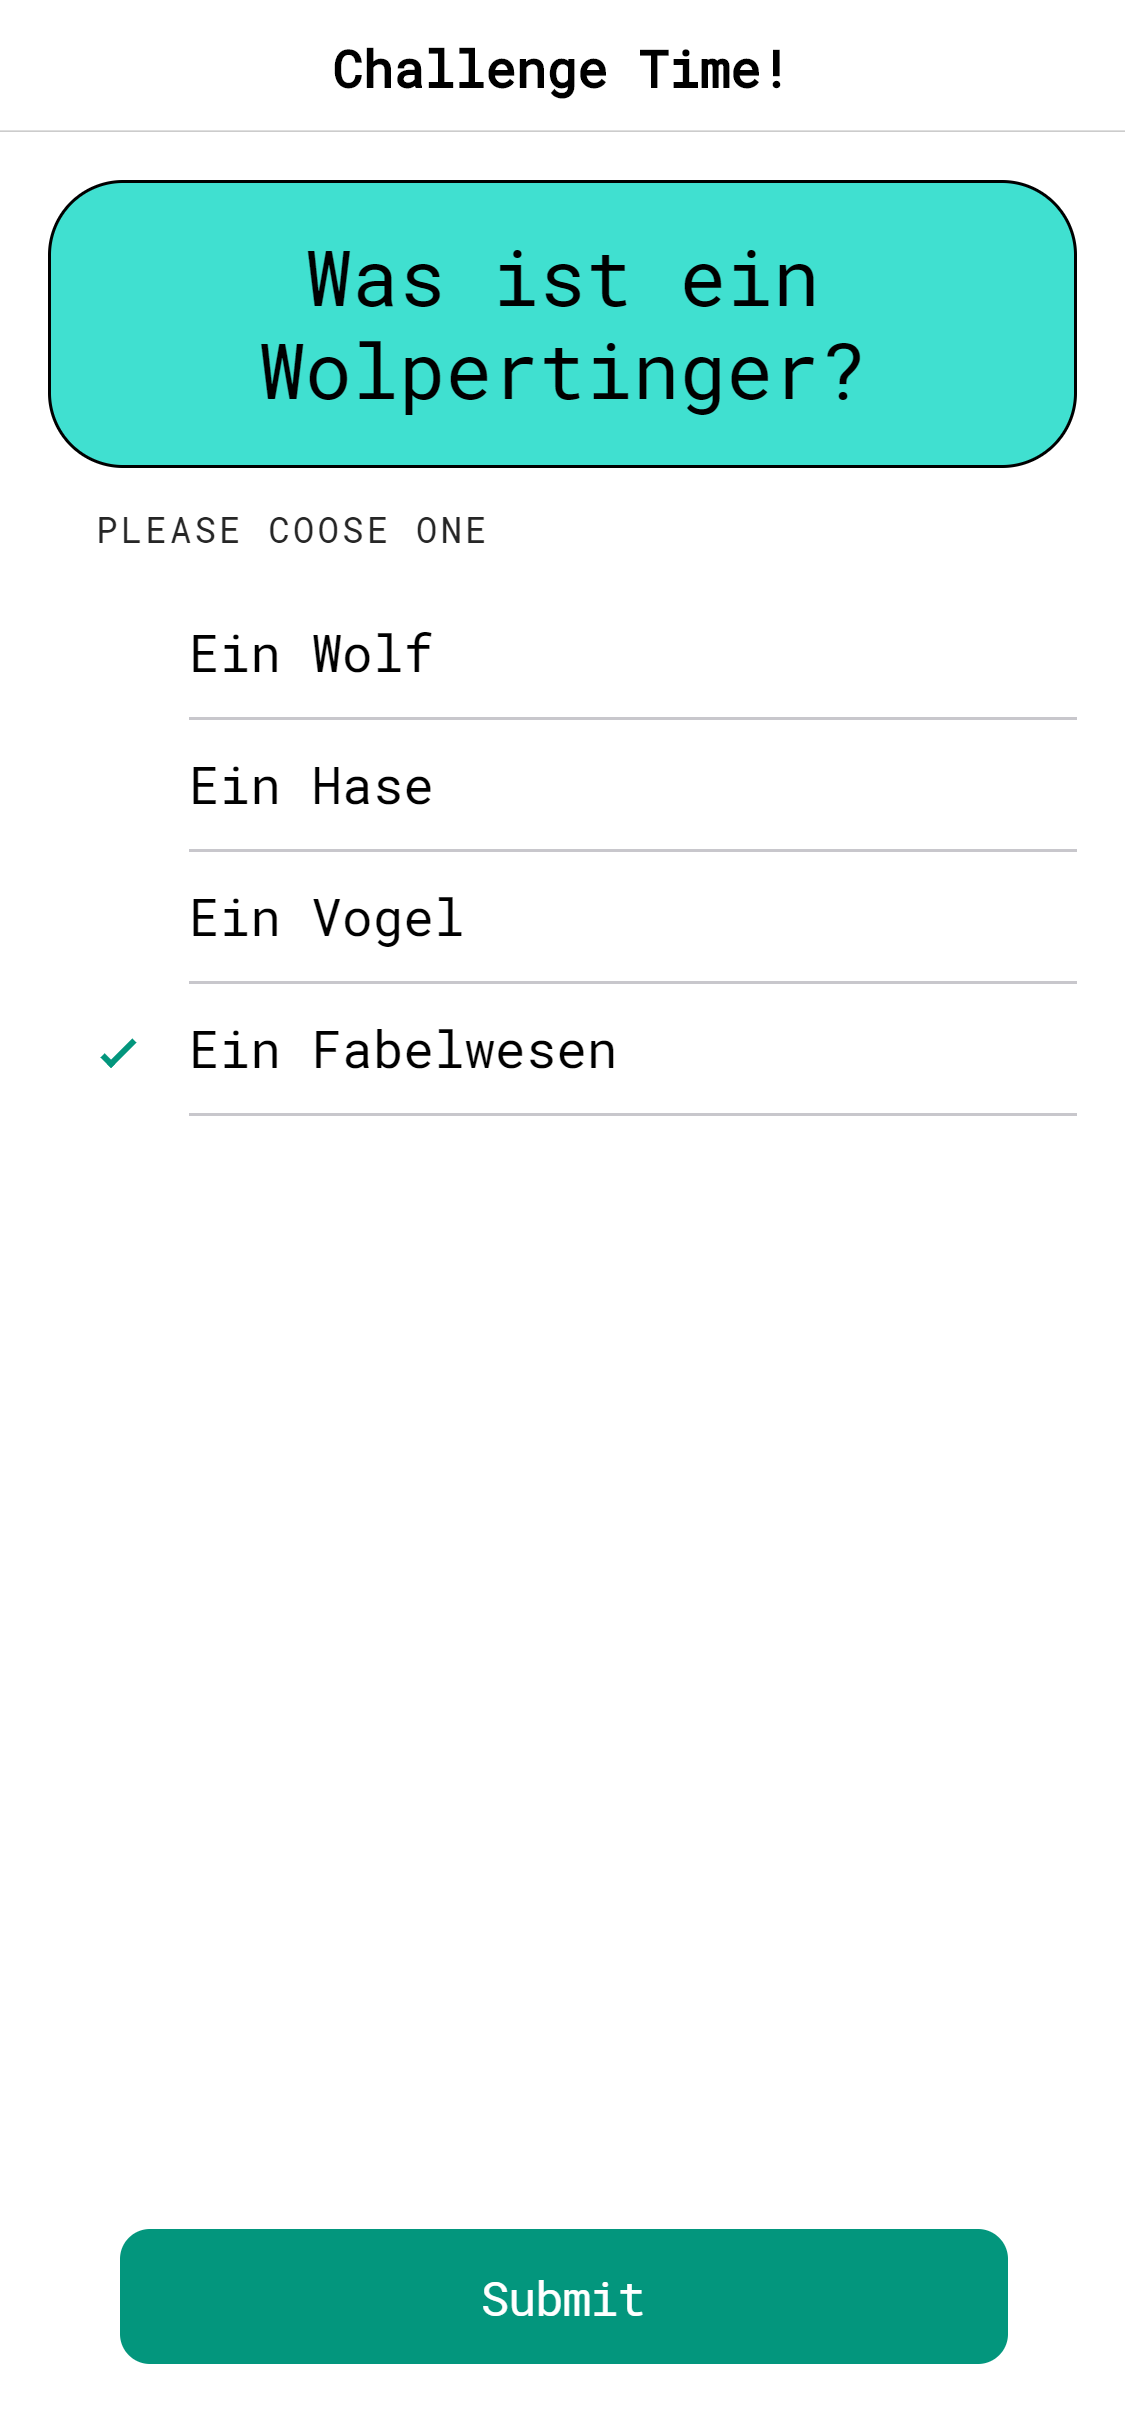 Challenge Time!
Was ist ein
Wolpertinger?
PLEASE COOSE ONE
Ein Wolf
Ein Hase
Ein Vogel
Ein Fabelwesen
Submit